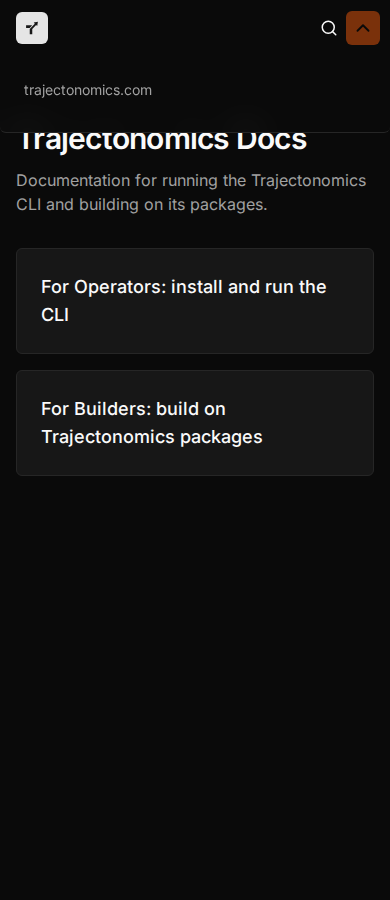 trajectonomics.com
Trajectonomics Docs
Documentation for running the Trajectonomics
CLI and building on its packages.
For Operators: install and run the
CLI
For Builders: build on
Trajectonomics packages